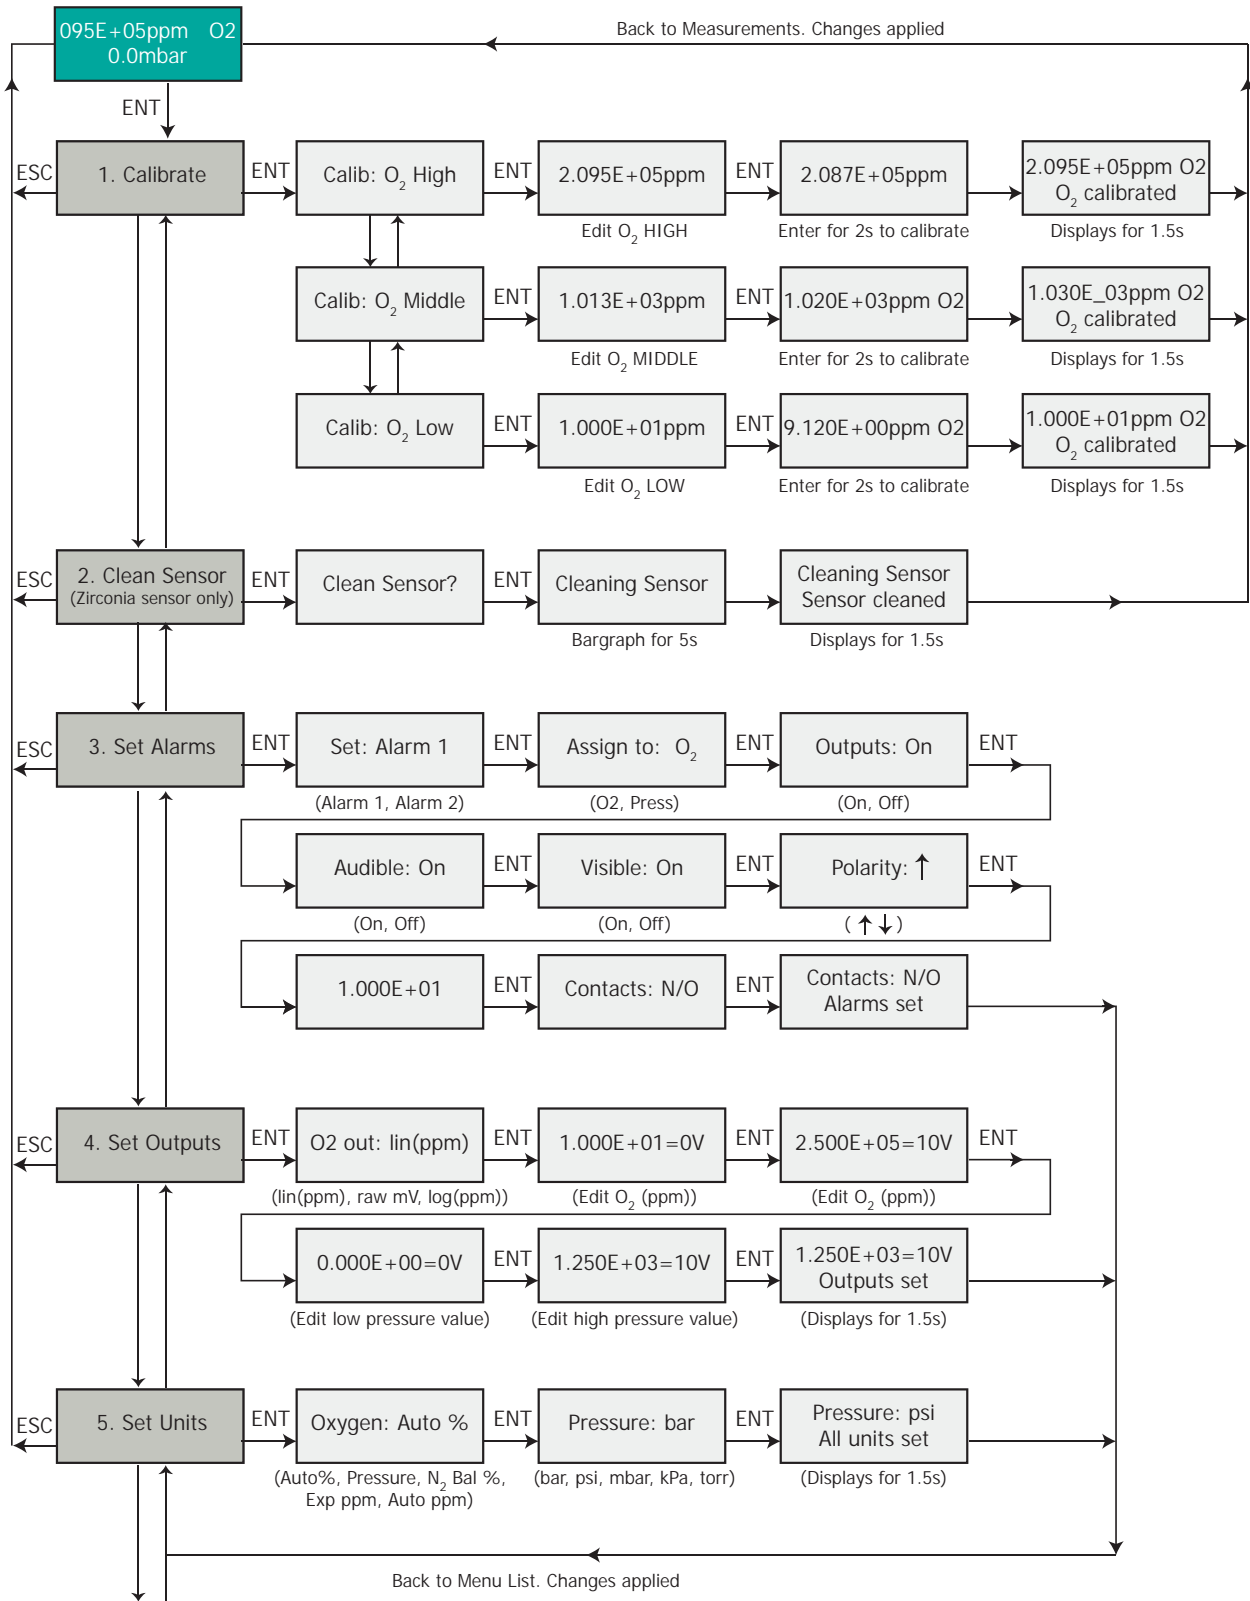 095E+05ppm O2
0.0mbar
Back to Measurements. Changes applied
ENT
ESC
1. Calibrate
ENT
Calib: O₂ High
ENT
2.095E+05ppm
ENT
2.087E+05ppm
2.095E+05ppm O2
O₂ calibrated
Edit O₂ HIGH
Enter for 2s to calibrate
Displays for 1.5s
Calib: O₂ Middle
ENT
1.013E+03ppm
ENT
1.020E+03ppm O2
1.030E_03ppm O2
O₂ calibrated
Edit O₂ MIDDLE
Enter for 2s to calibrate
Displays for 1.5s
Calib: O₂ Low
ENT
1.000E+01ppm
ENT
9.120E+00ppm O2
1.000E+01ppm O2
O₂ calibrated
Edit O₂ LOW
Enter for 2s to calibrate
Displays for 1.5s
ESC
2. Clean Sensor
(Zirconia sensor only)
ENT
Clean Sensor?
ENT
Cleaning Sensor
Cleaning Sensor
Sensor cleaned
Bargraph for 5s
Displays for 1.5s
ESC
3. Set Alarms
ENT
Set: Alarm 1
ENT
Assign to: O₂
ENT
Outputs: On
ENT
(Alarm 1, Alarm 2)
(O2, Press)
(On, Off)
Audible: On
ENT
Visible: On
ENT
Polarity: ↑
ENT
(On, Off)
(On, Off)
( ↑ ↓ )
1.000E+01
ENT
Contacts: N/O
ENT
Contacts: N/O
Alarms set
ESC
4. Set Outputs
ENT
O2 out: lin(ppm)
ENT
1.000E+01=0V
ENT
2.500E+05=10V
ENT
(lin(ppm), raw mV, log(ppm))
(Edit O₂ (ppm))
(Edit O₂ (ppm))
0.000E+00=0V
ENT
1.250E+03=10V
ENT
1.250E+03=10V
Outputs set
(Edit low pressure value)
(Edit high pressure value)
(Displays for 1.5s)
ESC
5. Set Units
ENT
Oxygen: Auto %
ENT
Pressure: bar
ENT
Pressure: psi
All units set
(Auto%, Pressure, N₂ Bal %,
Exp ppm, Auto ppm)
(bar, psi, mbar, kPa, torr)
(Displays for 1.5s)
Back to Menu List. Changes applied